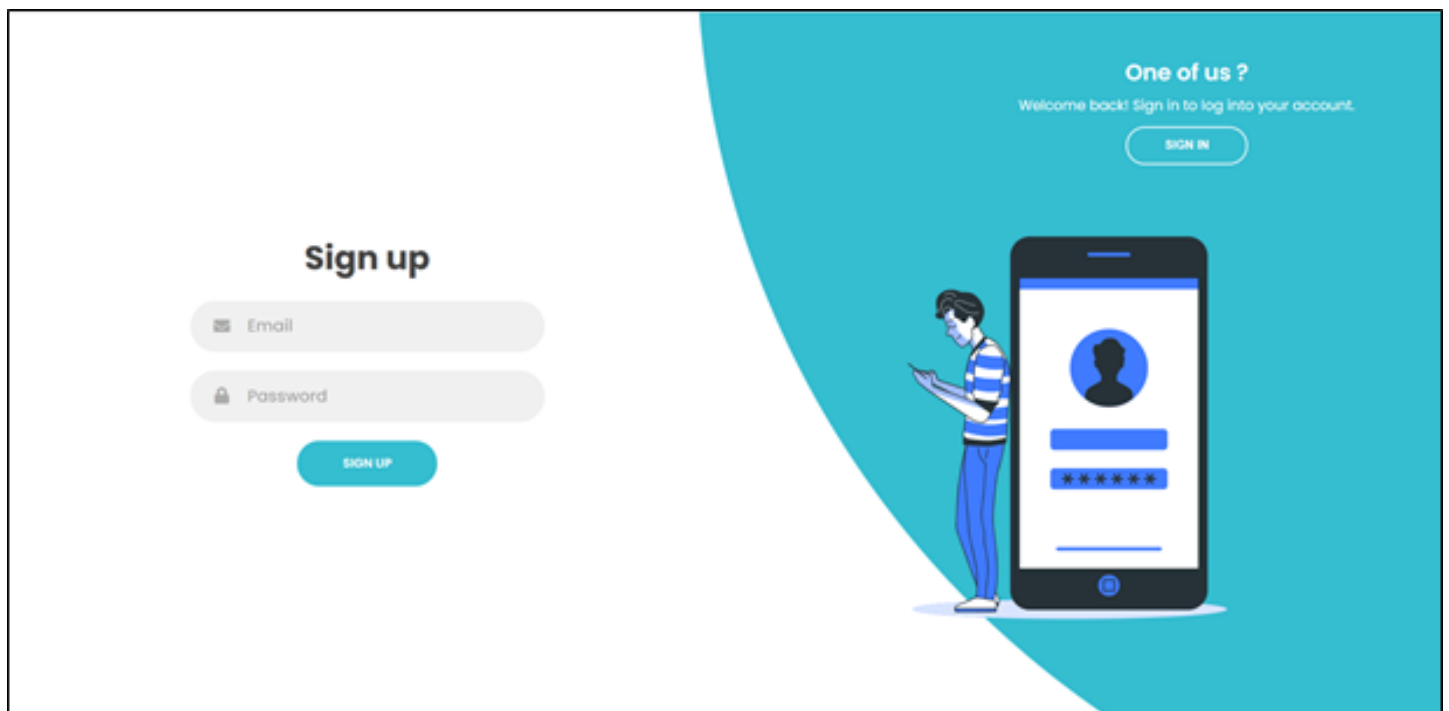 One of us ?
Welcome back! Sign in to log into your account.
SIGN IN
Sign up
Email
Password
SIGN UP
******